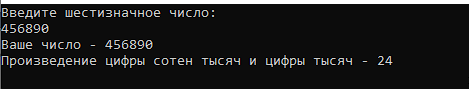 Введите шестизначное число:
456890
Ваше число - 456890
Произведение цифры сотен тысяч и цифры тысяч - 24